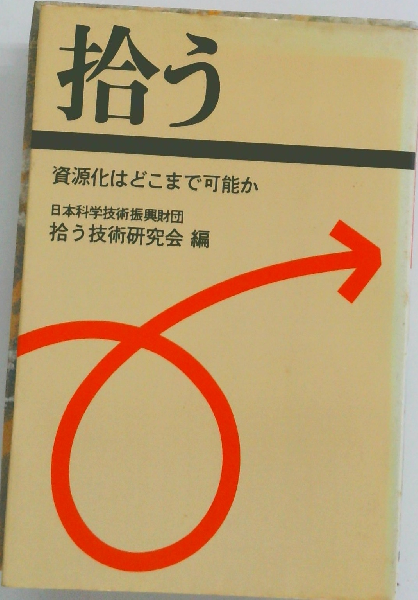 拾う
資源化はどこまで可能か
日本科学技術振興財団
拾う技術研究会 編